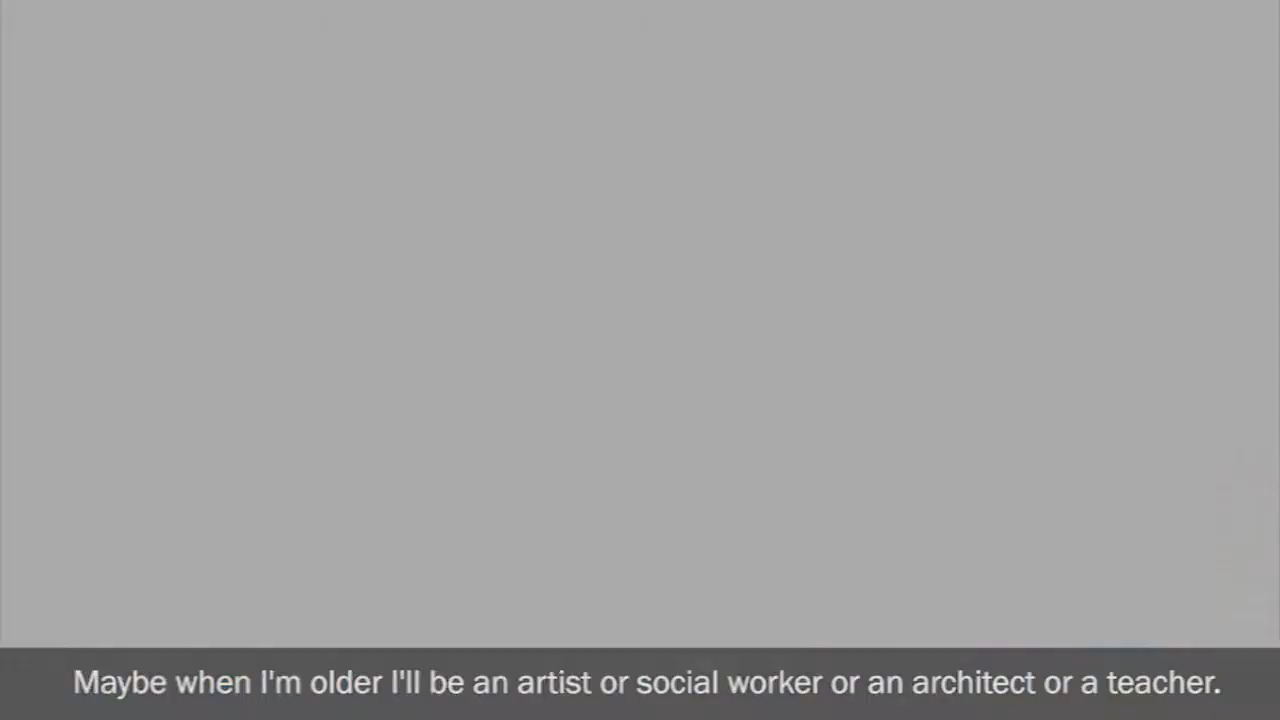 Maybe when I'm older I'll be an artist or social worker or an architect or a teacher.